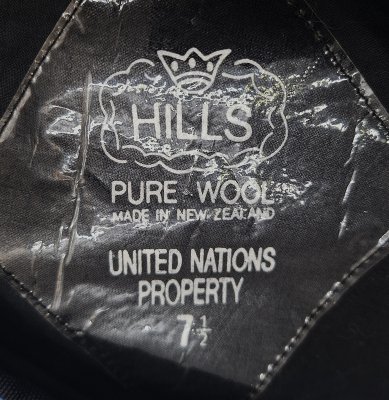 HILLS
PURE WOOL
MADE IN NEW ZEALAND
UNITED NATIONS
PROPERTY
7 1/2